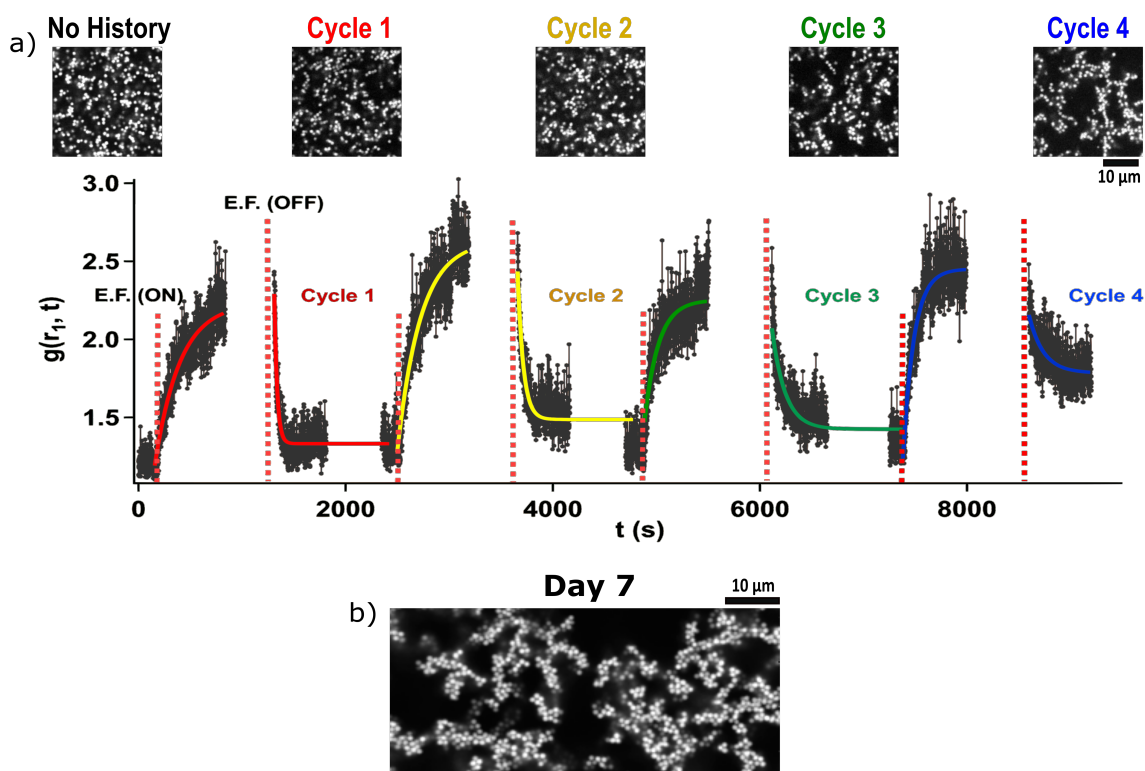 No History Cycle 1 Cycle 2 Cycle 3 Cycle 4
a)
10 µm
3.0
E.F. (OFF)
2.5
E.F. (ON) Cycle 1 Cycle 2 Cycle 3 Cycle 4
2.0
g(r₁, t)
1.5
0 2000 4000 6000 8000
t (s)
Day 7 10 µm
b)